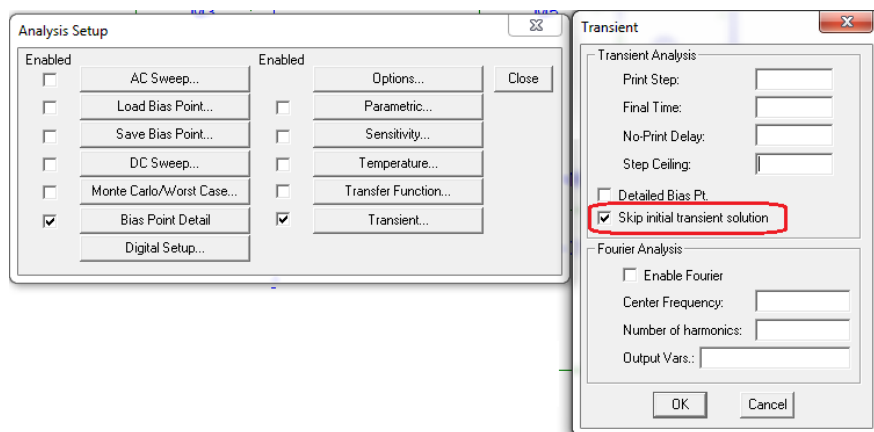 Analysis Setup
Enabled
Enabled
AC Sweep...
Options...
Close
Load Bias Point...
Parametric...
Save Bias Point...
Sensitivity...
DC Sweep...
Temperature...
Monte Carlo/Worst Case...
Transfer Function...
Bias Point Detail
Transient...
Digital Setup...
Transient
Transient Analysis
Print Step:
Final Time:
No-Print Delay:
Step Ceiling:
Detailed Bias Pt.
Skip initial transient solution
Fourier Analysis
Enable Fourier
Center Frequency:
Number of harmonics:
Output Vars.:
OK Cancel